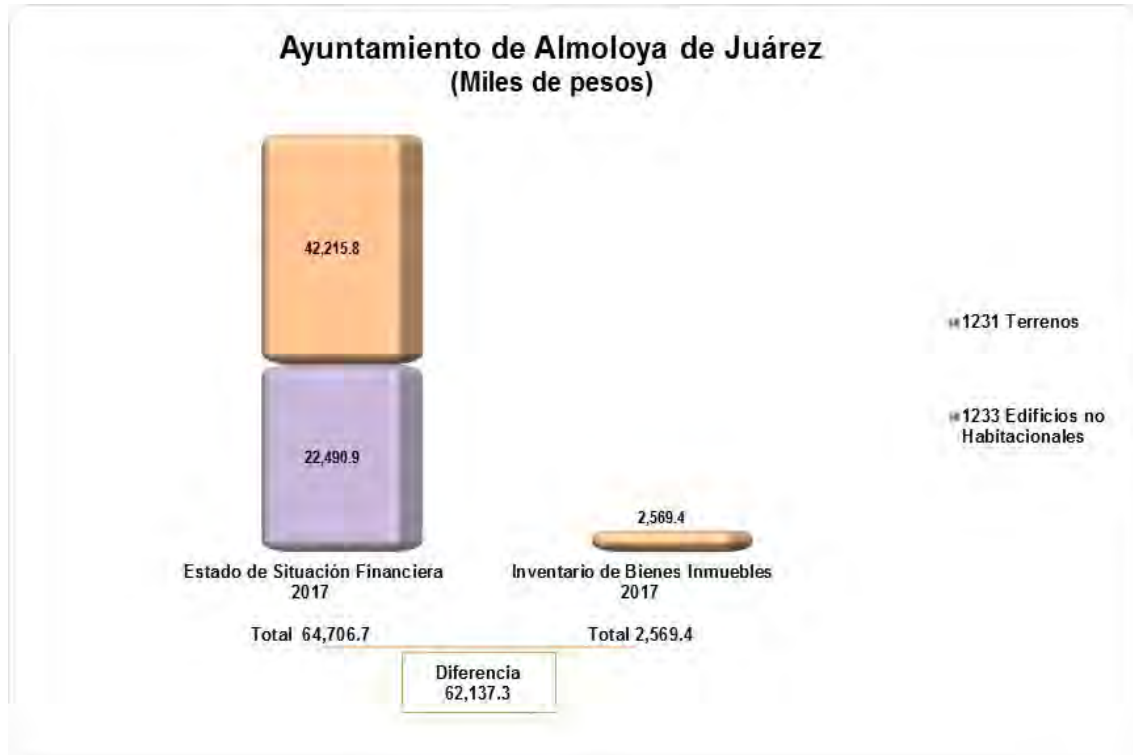 Ayuntamiento de Almoloya de Juárez
(Miles de pesos)
42,215.8
22,490.9
2,569.4
1231 Terrenos
1233 Edificios no
Habitacionales
Estado de Situación Financiera
2017
Inventario de Bienes Inmuebles
2017
Total 64,706.7
Total 2,569.4
Diferencia
62,137.3